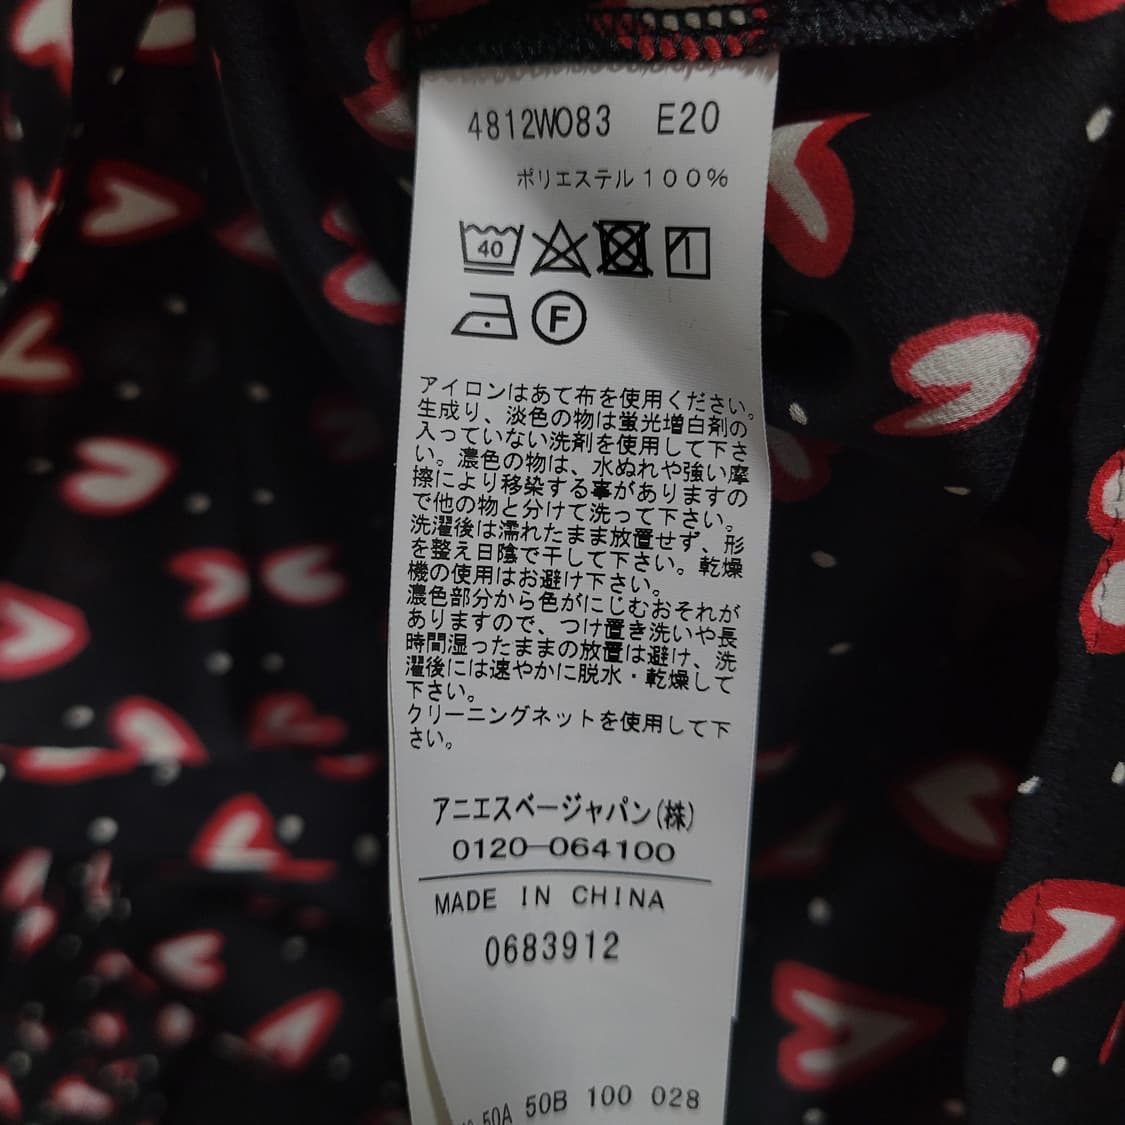 4812W083 E20
ポリエステル100%
40
F
アイロンはあて布を使用ください。
生成り、淡色の物は蛍光増白剤の
入っていない洗剤を使用して下さ
い。濃色の物は、水ぬれや強い摩
擦により移染する事がありますの
で他の物と分けて洗って下さい。
洗濯後は濡れたまま放置せず、形
を整え日陰で干して下さい。乾燥
機の使用はお避け下さい。
濃色部分から色がにじむおそれが
ありますので、つけ置き洗いや長
時間湿ったままの放置は避け、洗
濯後には速やかに脱水・乾燥して
下さい。
クリーニングネットを使用して下
さい。
アニエスベージャパン(株)
0120-064100
MADE IN CHINA
0683912
50A 50B 100 028